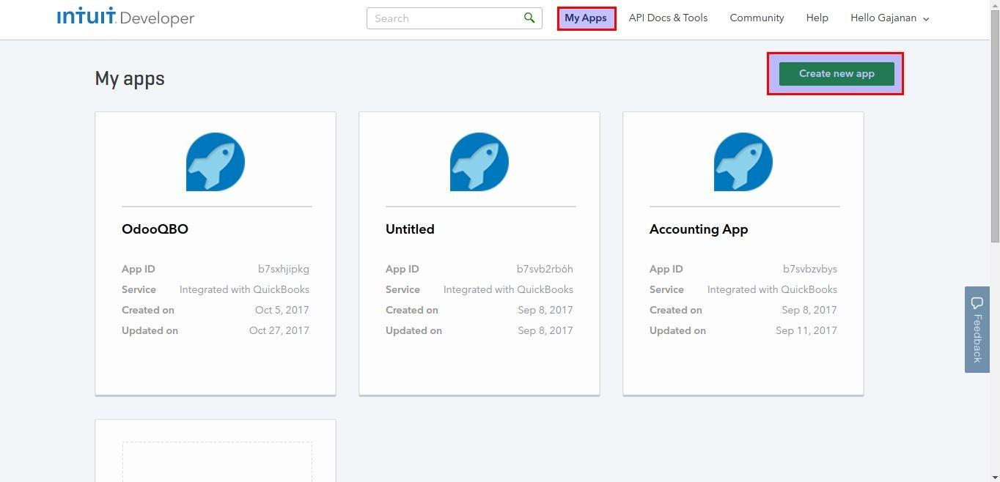 ıntuıt. Developer
Search
My Apps
API Docs & Tools
Community
Help
Hello Gajanan
My apps
Create new app
OdooQBO
App ID b7sxhjipkg
Service Integrated with QuickBooks
Created on Oct 5, 2017
Updated on Oct 27, 2017
Untitled
App ID b7svb2rb6h
Service Integrated with QuickBooks
Created on Sep 8, 2017
Updated on Sep 8, 2017
Accounting App
App ID b7svbzvbys
Service Integrated with QuickBooks
Created on Sep 8, 2017
Updated on Sep 11, 2017
Feedback